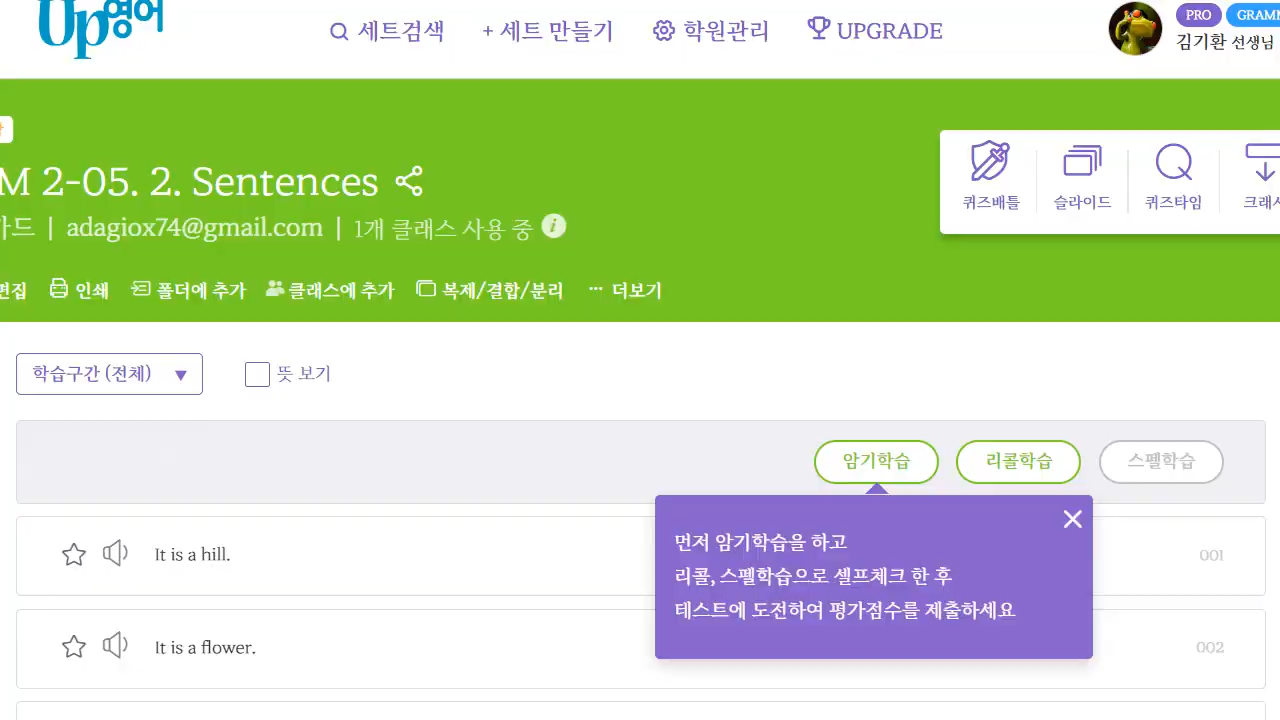 Up영어
세트검색
+ 세트 만들기
학원관리
UPGRADE
PRO
김기환 선생님
M 2-05. 2. Sentences
카드 | adagiox74@gmail.com | 1개 클래스 사용 중
퀴즈배틀
슬라이드
퀴즈타임
편집
인쇄
폴더에 추가
클래스에 추가
복제/결합/분리
··· 더보기
학습구간 (전체) ▼
뜻 보기
암기학습
리콜학습
스펠학습
먼저 암기학습을 하고
리콜, 스펠학습으로 셀프체크 한 후
테스트에 도전하여 평가점수를 제출하세요
It is a hill.
001
It is a flower.
002